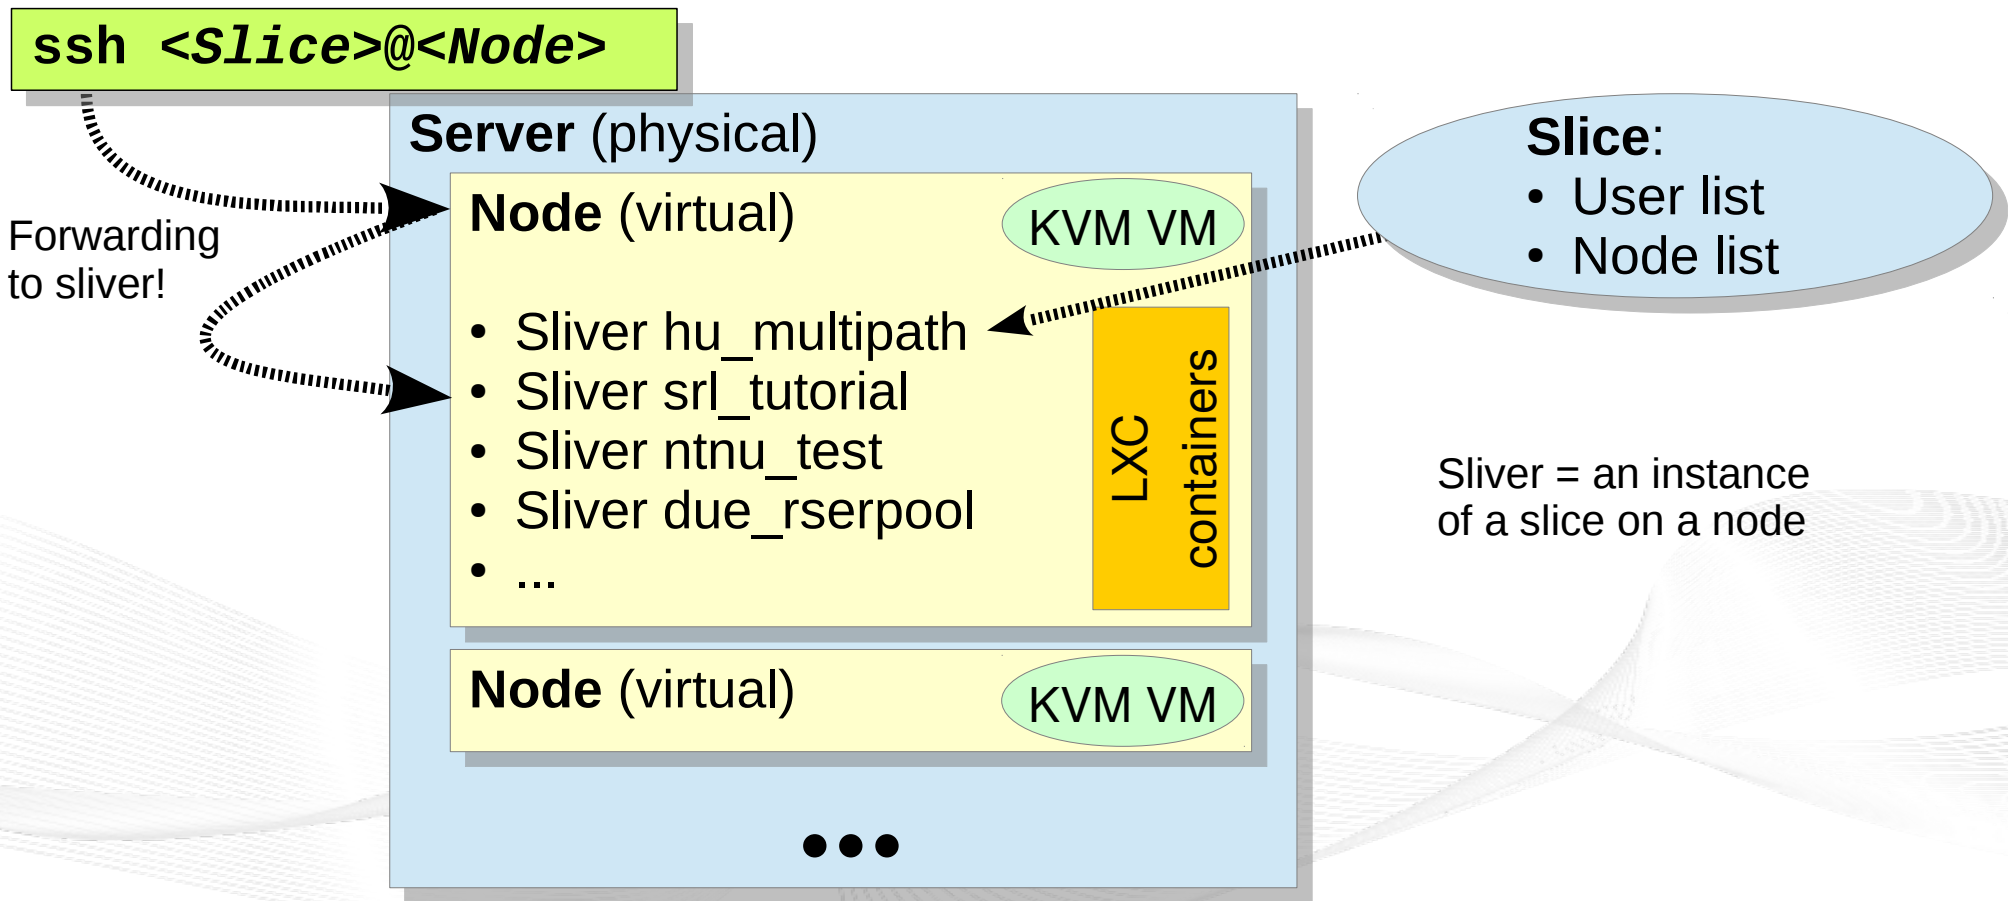 ssh <Slice>@<Node>
Server (physical)
Forwarding
to sliver!
Node (virtual)
KVM VM
• Sliver hu_multipath
• Sliver srl_tutorial
• Sliver ntnu_test
• Sliver due_rserpool
• ...
LXC
containers
Node (virtual)
KVM VM
•••
Slice:
• User list
• Node list
Sliver = an instance
of a slice on a node